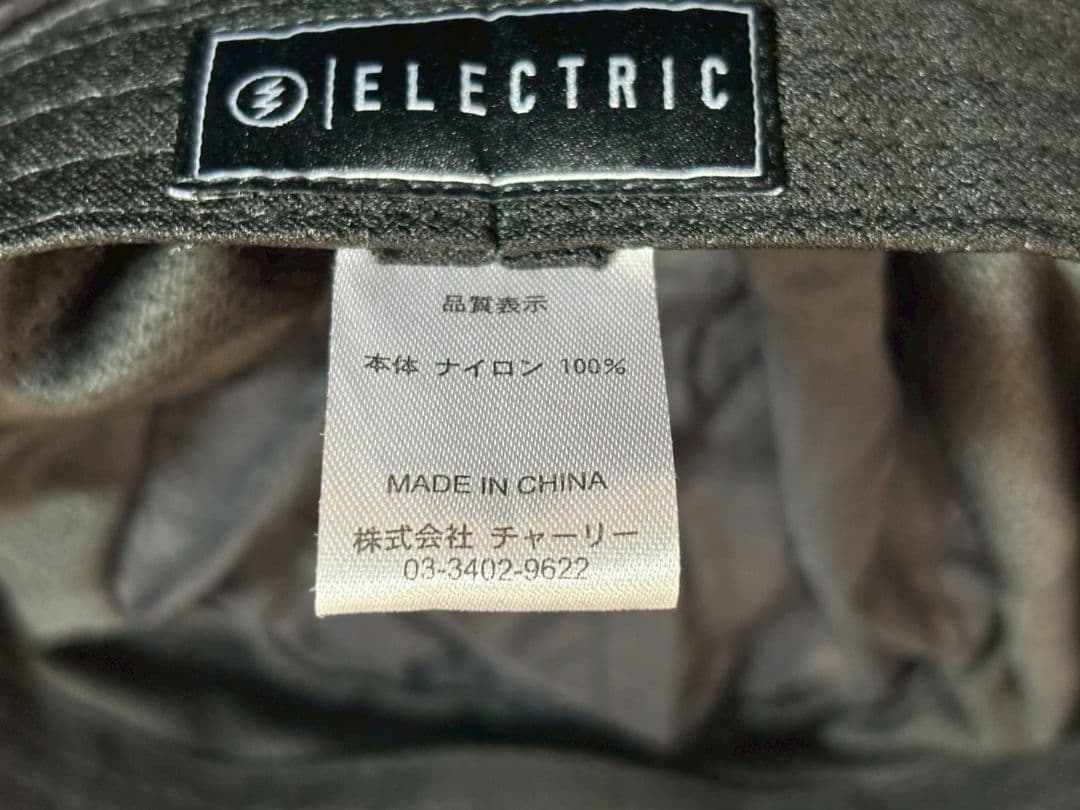 ELECTRIC
品質表示
本体 ナイロン 100%
MADE IN CHINA
株式会社 チャーリー
03-3402-9622